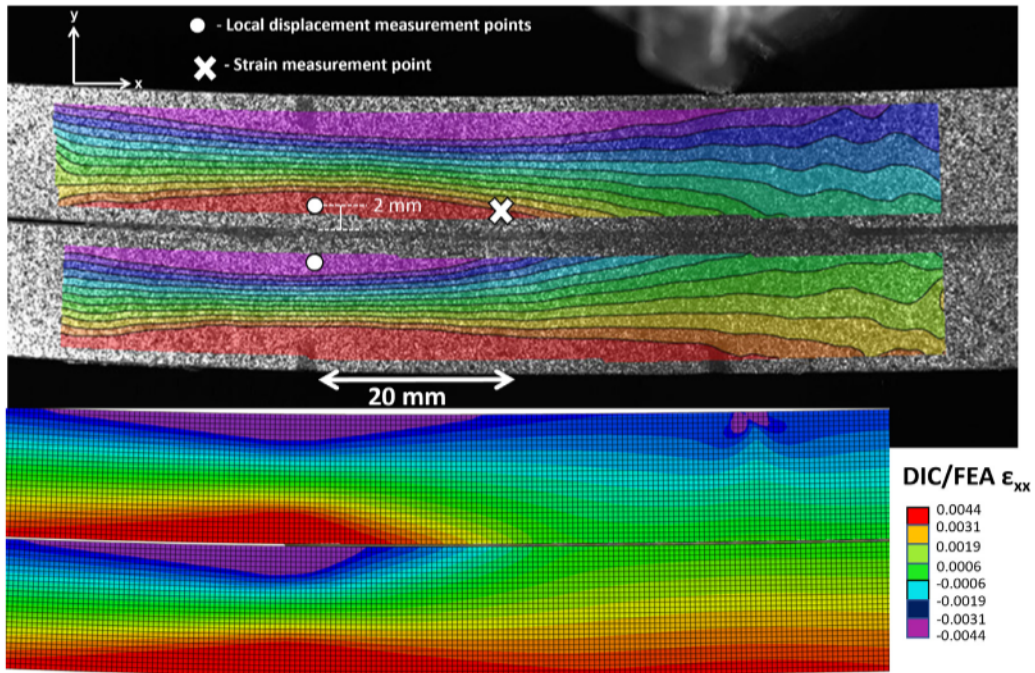 y
- Local displacement measurement points
- Strain measurement point
x
2 mm
20 mm
DIC/FEA εxx
0.0044
0.0031
0.0019
0.0006
-0.0006
-0.0019
-0.0031
-0.0044